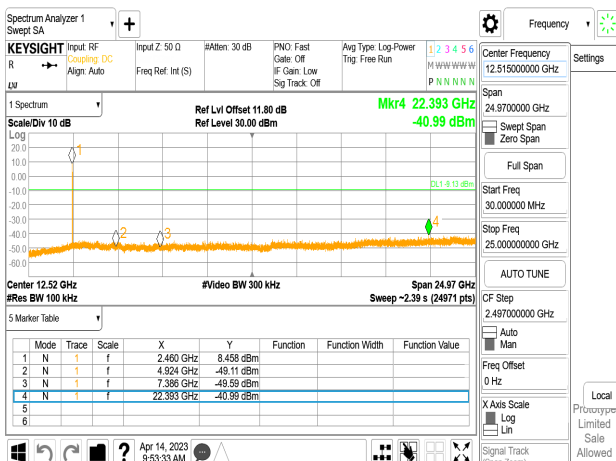 Spectrum Analyzer 1
Swept SA
Frequency
KEYSIGHT
R
Input: RF
Coupling: DC
Align: Auto
Input Z: 50 Ω
Freq Ref: Int (S)
#Atten: 30 dB
PNO: Fast
Gate: Off
IF Gain: Low
Sig Track: Off
Avg Type: Log-Power
Trig: Free Run
1 2 3 4 5 6
M W W W W W
P N N N N N
1 Spectrum
Scale/Div 10 dB
Ref Lvl Offset 11.80 dB
Ref Level 30.00 dBm
Mkr4 22.393 GHz
-40.99 dBm
Log
20.0
10.0
0.00
-10.0
-20.0
-30.0
-40.0
-50.0
-60.0
1
2
3
4
DL1 -9.13 dBm
Center 12.52 GHz
#Res BW 100 kHz
#Video BW 300 kHz
Span 24.97 GHz
Sweep ~2.39 s (24971 pts)
5 Marker Table
Mode Trace Scale X Y Function Function Width Function Value
1 N 1 f 2.460 GHz 8.458 dBm
2 N 1 f 4.924 GHz -49.11 dBm
3 N 1 f 7.386 GHz -49.59 dBm
4 N 1 f 22.393 GHz -40.99 dBm
5
6
Apr 14, 2023
9:53:33 AM
Center Frequency
12.515000000 GHz
Span
24.9700000 GHz
Swept Span
Zero Span
Full Span
Start Freq
30.000000 MHz
Stop Freq
25.000000000 GHz
AUTO TUNE
CF Step
2.497000000 GHz
Auto
Man
Freq Offset
0 Hz
X Axis Scale
Log
Lin
Signal Track
Settings
Local
Prototype
Limited
Sale
Allowed